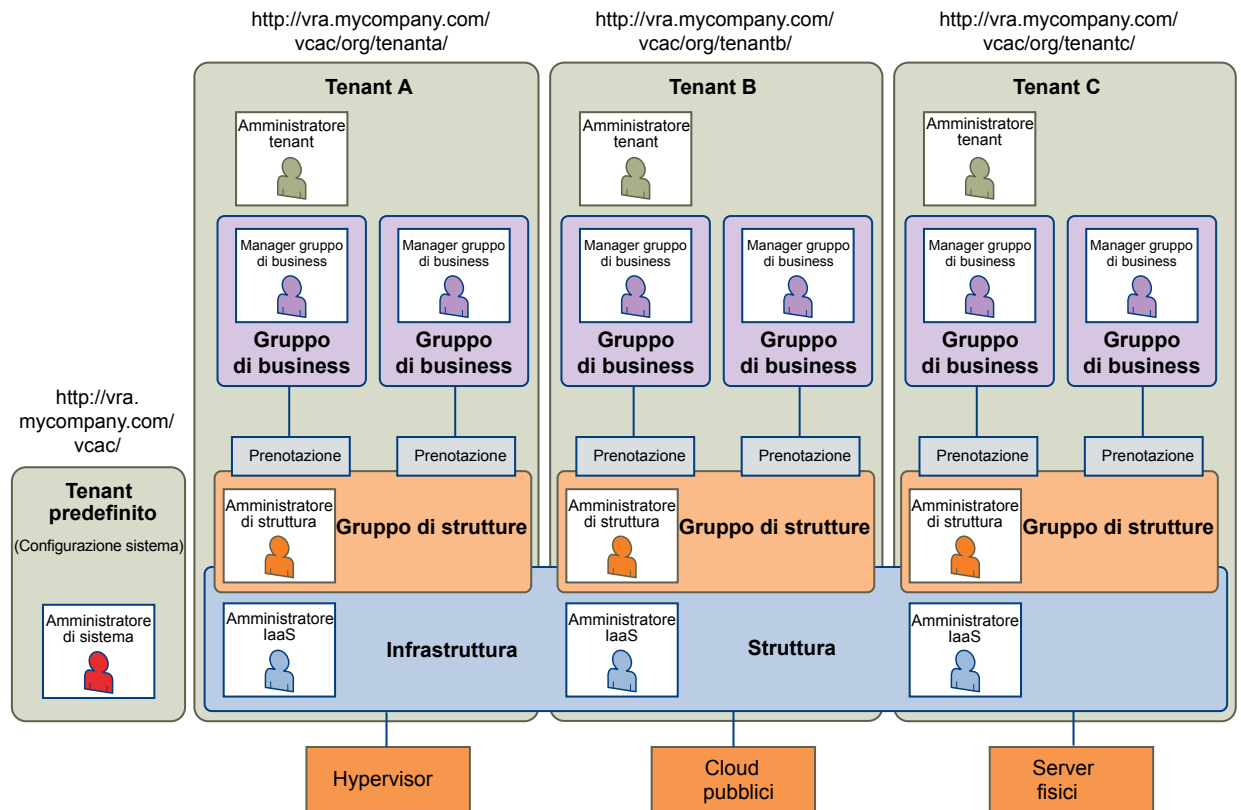 http://vra.mycompany.com/
vcac/org/tenanta/
http://vra.mycompany.com/
vcac/org/tenantb/
http://vra.mycompany.com/
vcac/org/tenantc/
Tenant A
Amministratore
tenant
Manager gruppo
di business
Gruppo
di business
Manager gruppo
di business
Gruppo
di business
Prenotazione
Prenotazione
Amministratore
di struttura
Gruppo di strutture
Tenant B
Amministratore
tenant
Manager gruppo
di business
Gruppo
di business
Manager gruppo
di business
Gruppo
di business
Prenotazione
Prenotazione
Amministratore
di struttura
Gruppo di strutture
Tenant C
Amministratore
tenant
Manager gruppo
di business
Gruppo
di business
Manager gruppo
di business
Gruppo
di business
Prenotazione
Prenotazione
Amministratore
di struttura
Gruppo di strutture
http://vra.
mycompany.com/
vcac/
Tenant
predefinito
(Configurazione sistema)
Amministratore
di sistema
Amministratore
IaaS
Infrastruttura
Amministratore
IaaS
Struttura
Amministratore
IaaS
Hypervisor
Cloud
pubblici
Server
fisici